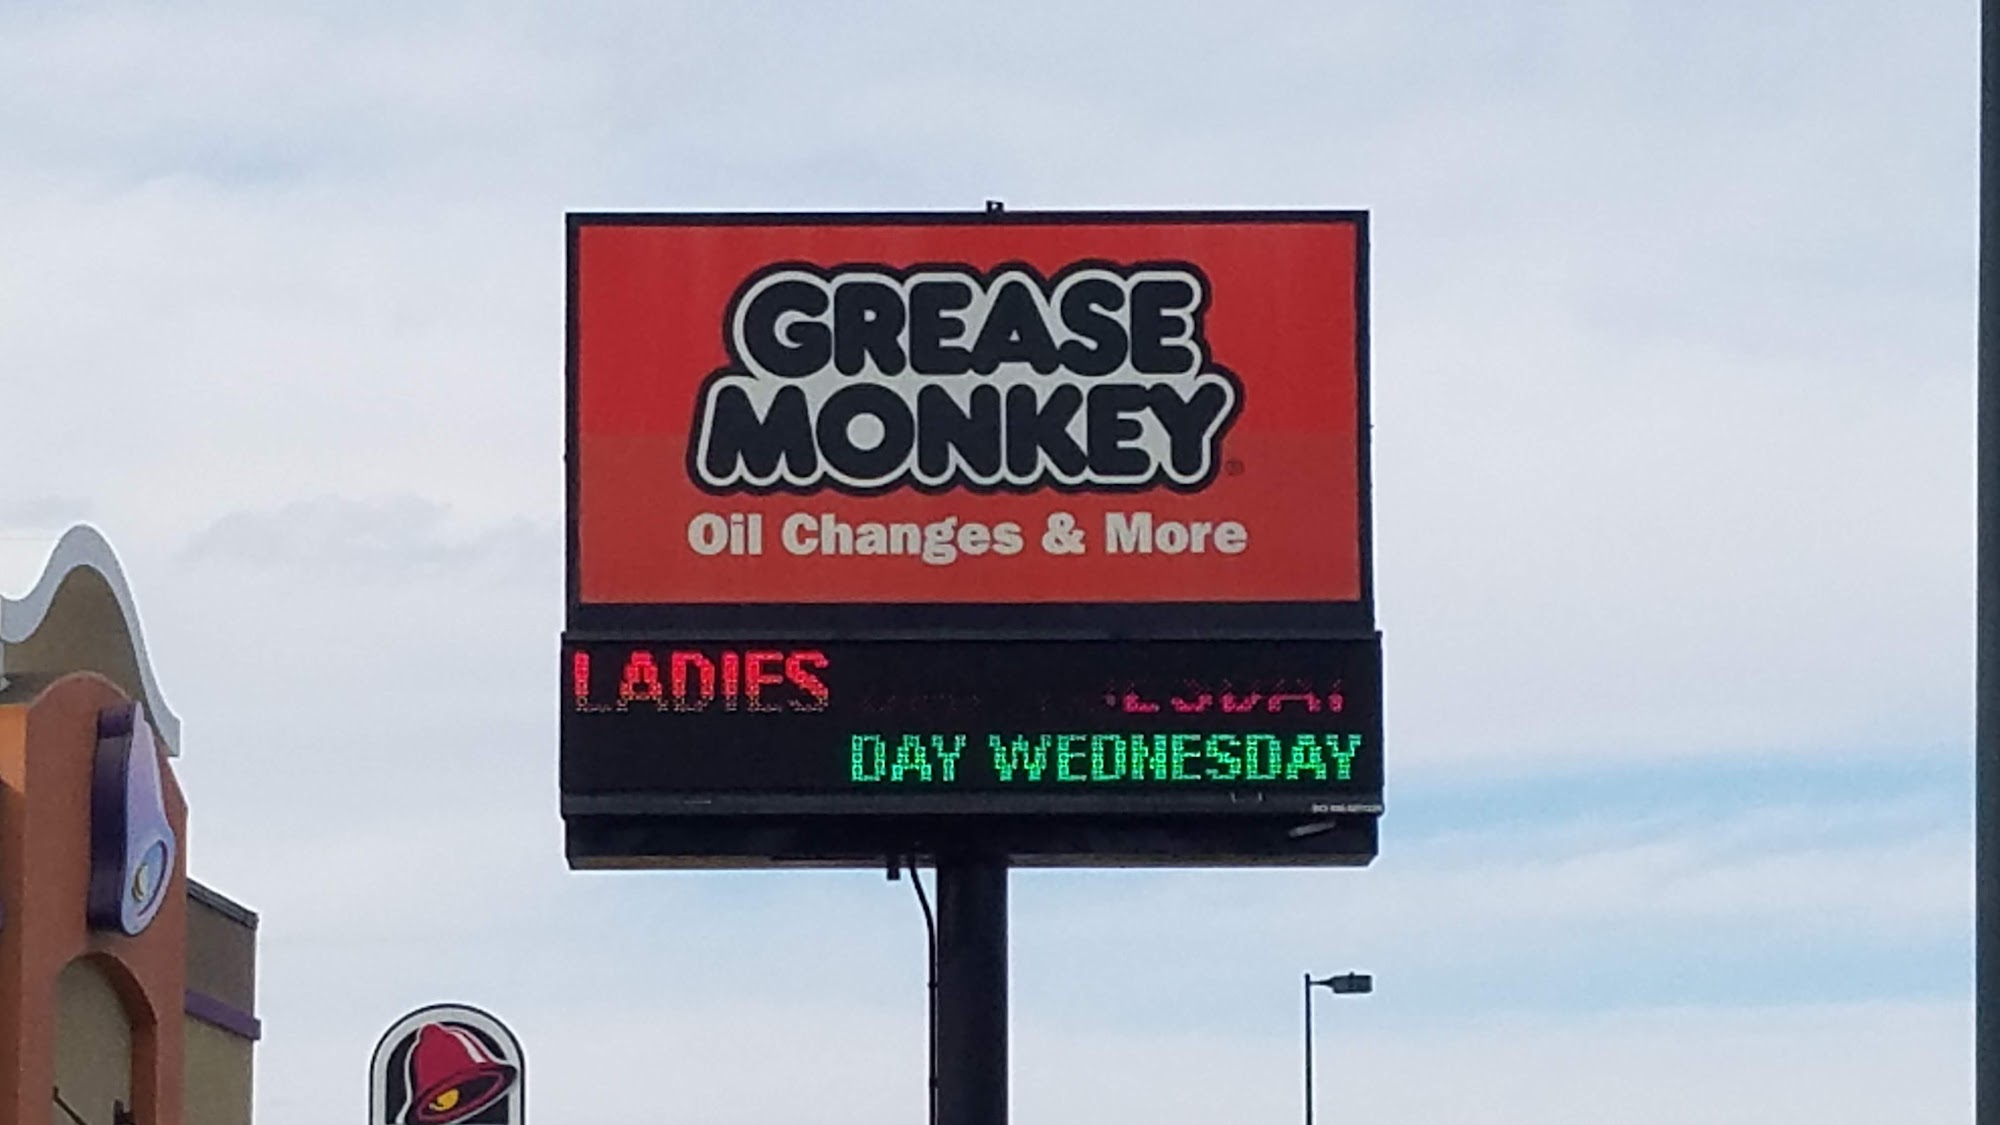 GREASE
MONKEY®
Oil Changes & More
LADIES
DAY WEDNESDAY